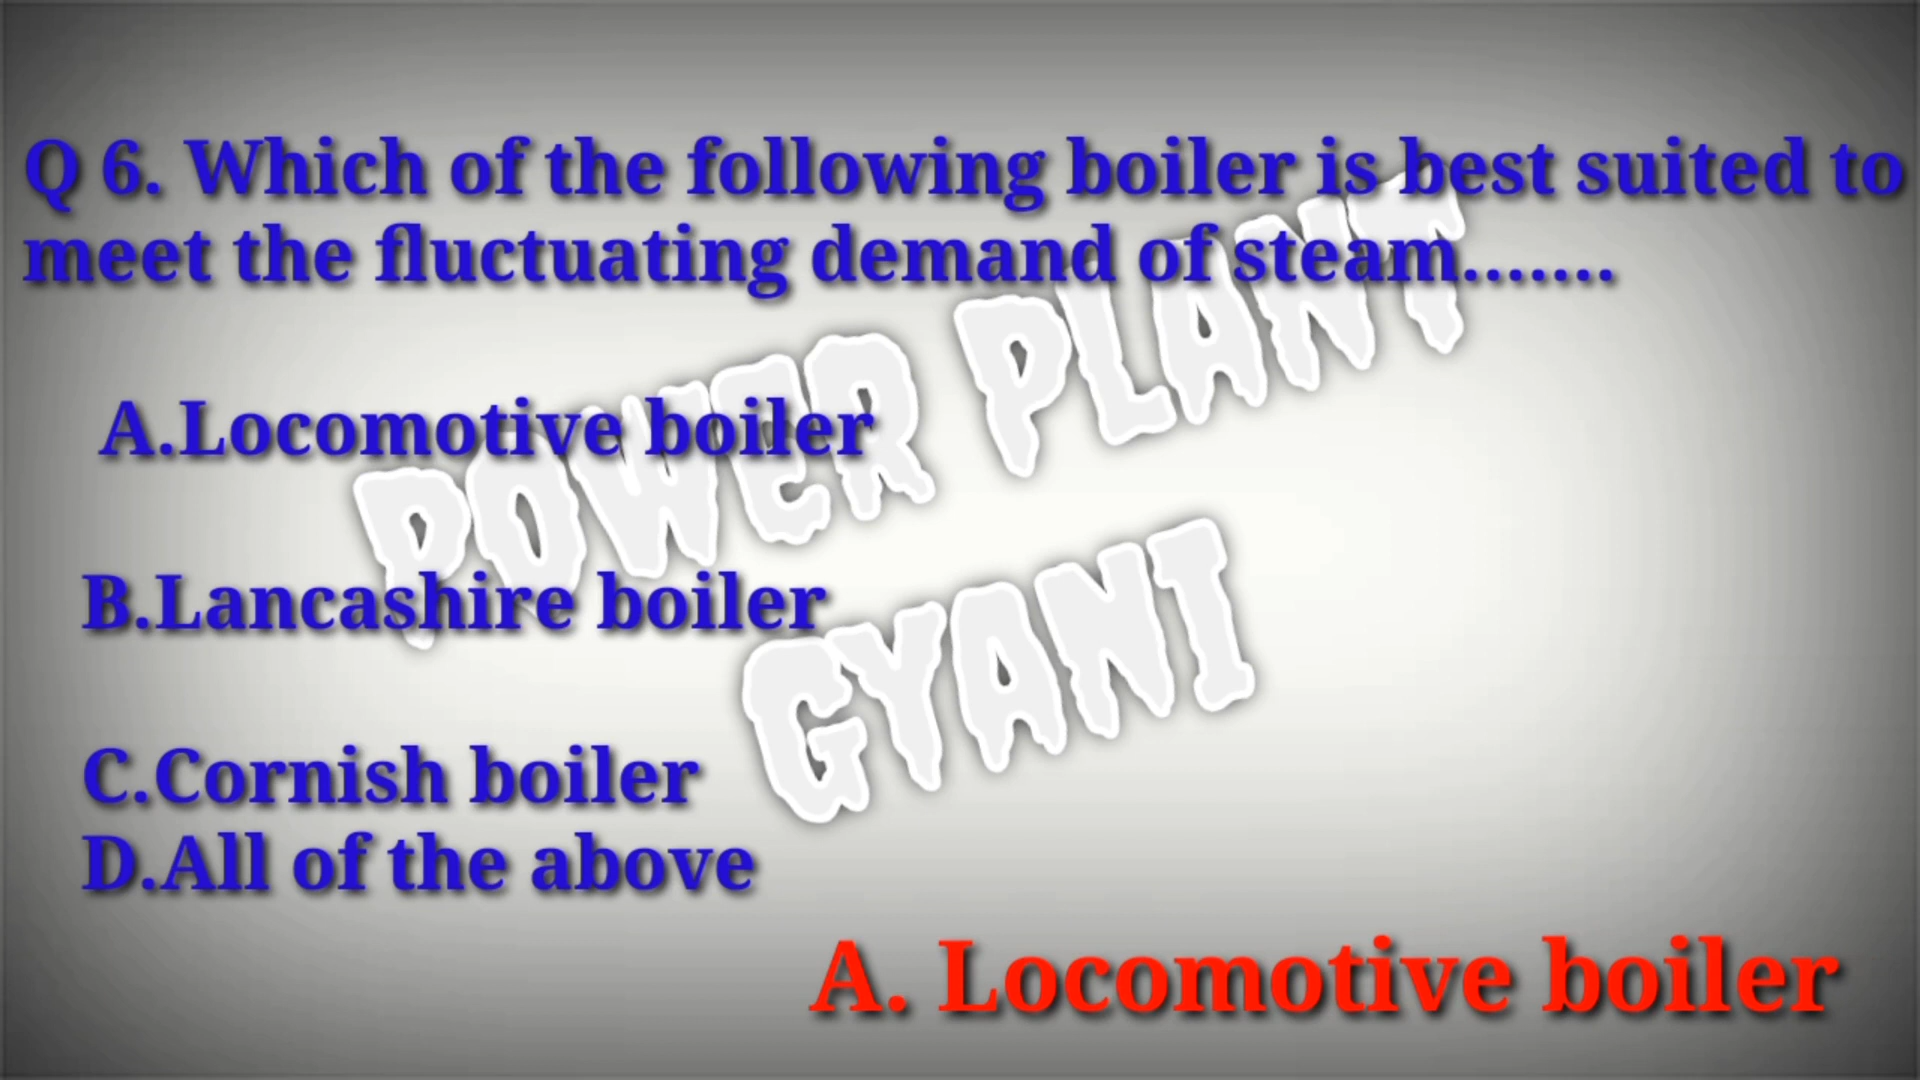 Q 6. Which of the following boiler is best suited to
meet the fluctuating demand of steam.......
A.Locomotive boiler
B.Lancashire boiler
C.Cornish boiler
D.All of the above
A. Locomotive boiler
POWER PLANT
GYANI